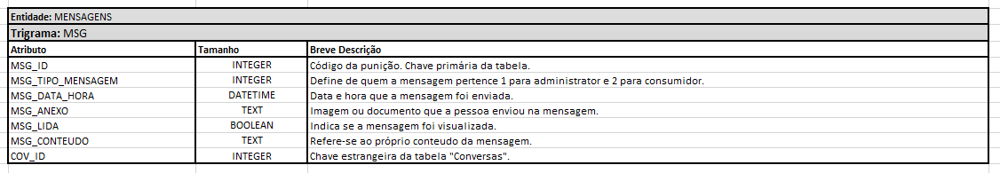 Entidade: MENSAGENS
Trigrama: MSG
Atributo Tamanho Breve Descrição
MSG_ID INTEGER Código da punição. Chave primária da tabela.
MSG_TIPO_MENSAGEM INTEGER Define de quem a mensagem pertence 1 para administrator e 2 para consumidor.
MSG_DATA_HORA DATETIME Data e hora que a mensagem foi enviada.
MSG_ANEXO TEXT Imagem ou documento que a pessoa enviou na mensagem.
MSG_LIDA BOOLEAN Indica se a mensagem foi visualizada.
MSG_CONTEUDO TEXT Refere-se ao próprio conteudo da mensagem.
COV_ID INTEGER Chave estrangeira da tabela "Conversas".